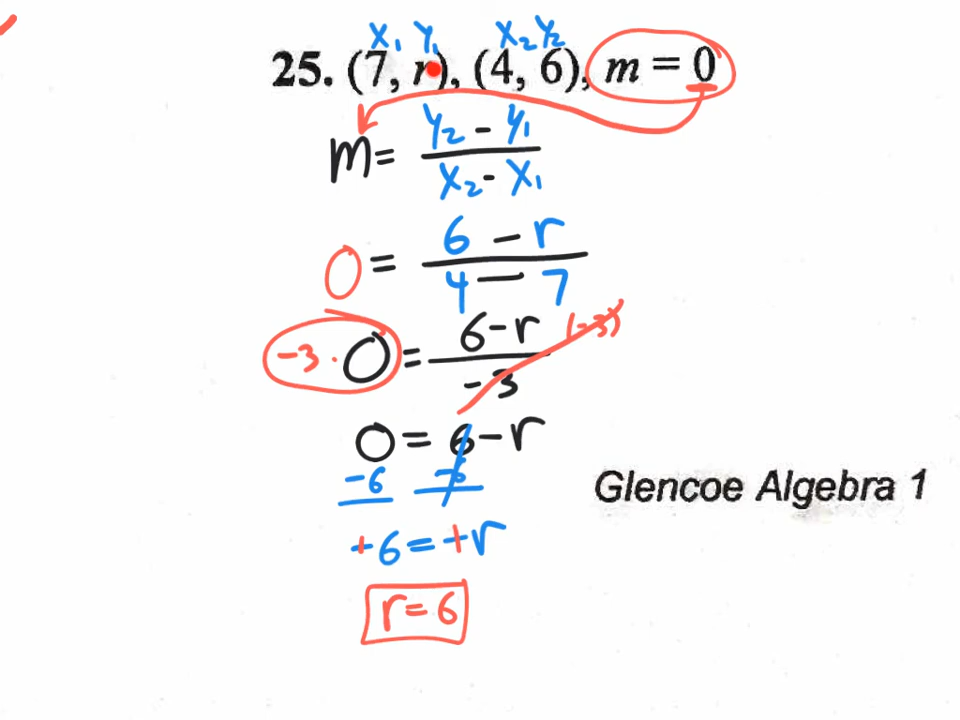 X₁ Y₁ X₂ Y₂
25. (7, r), (4, 6), m = 0
m = (Y₂ - Y₁)/(X₂ - X₁)
0 = (6 - r)/(4 - 7)
-3 · 0 = (6 - r)/(-3) (-3)
0 = 6 - r
-6 -6
+6 = +r
r = 6
Glencoe Algebra 1